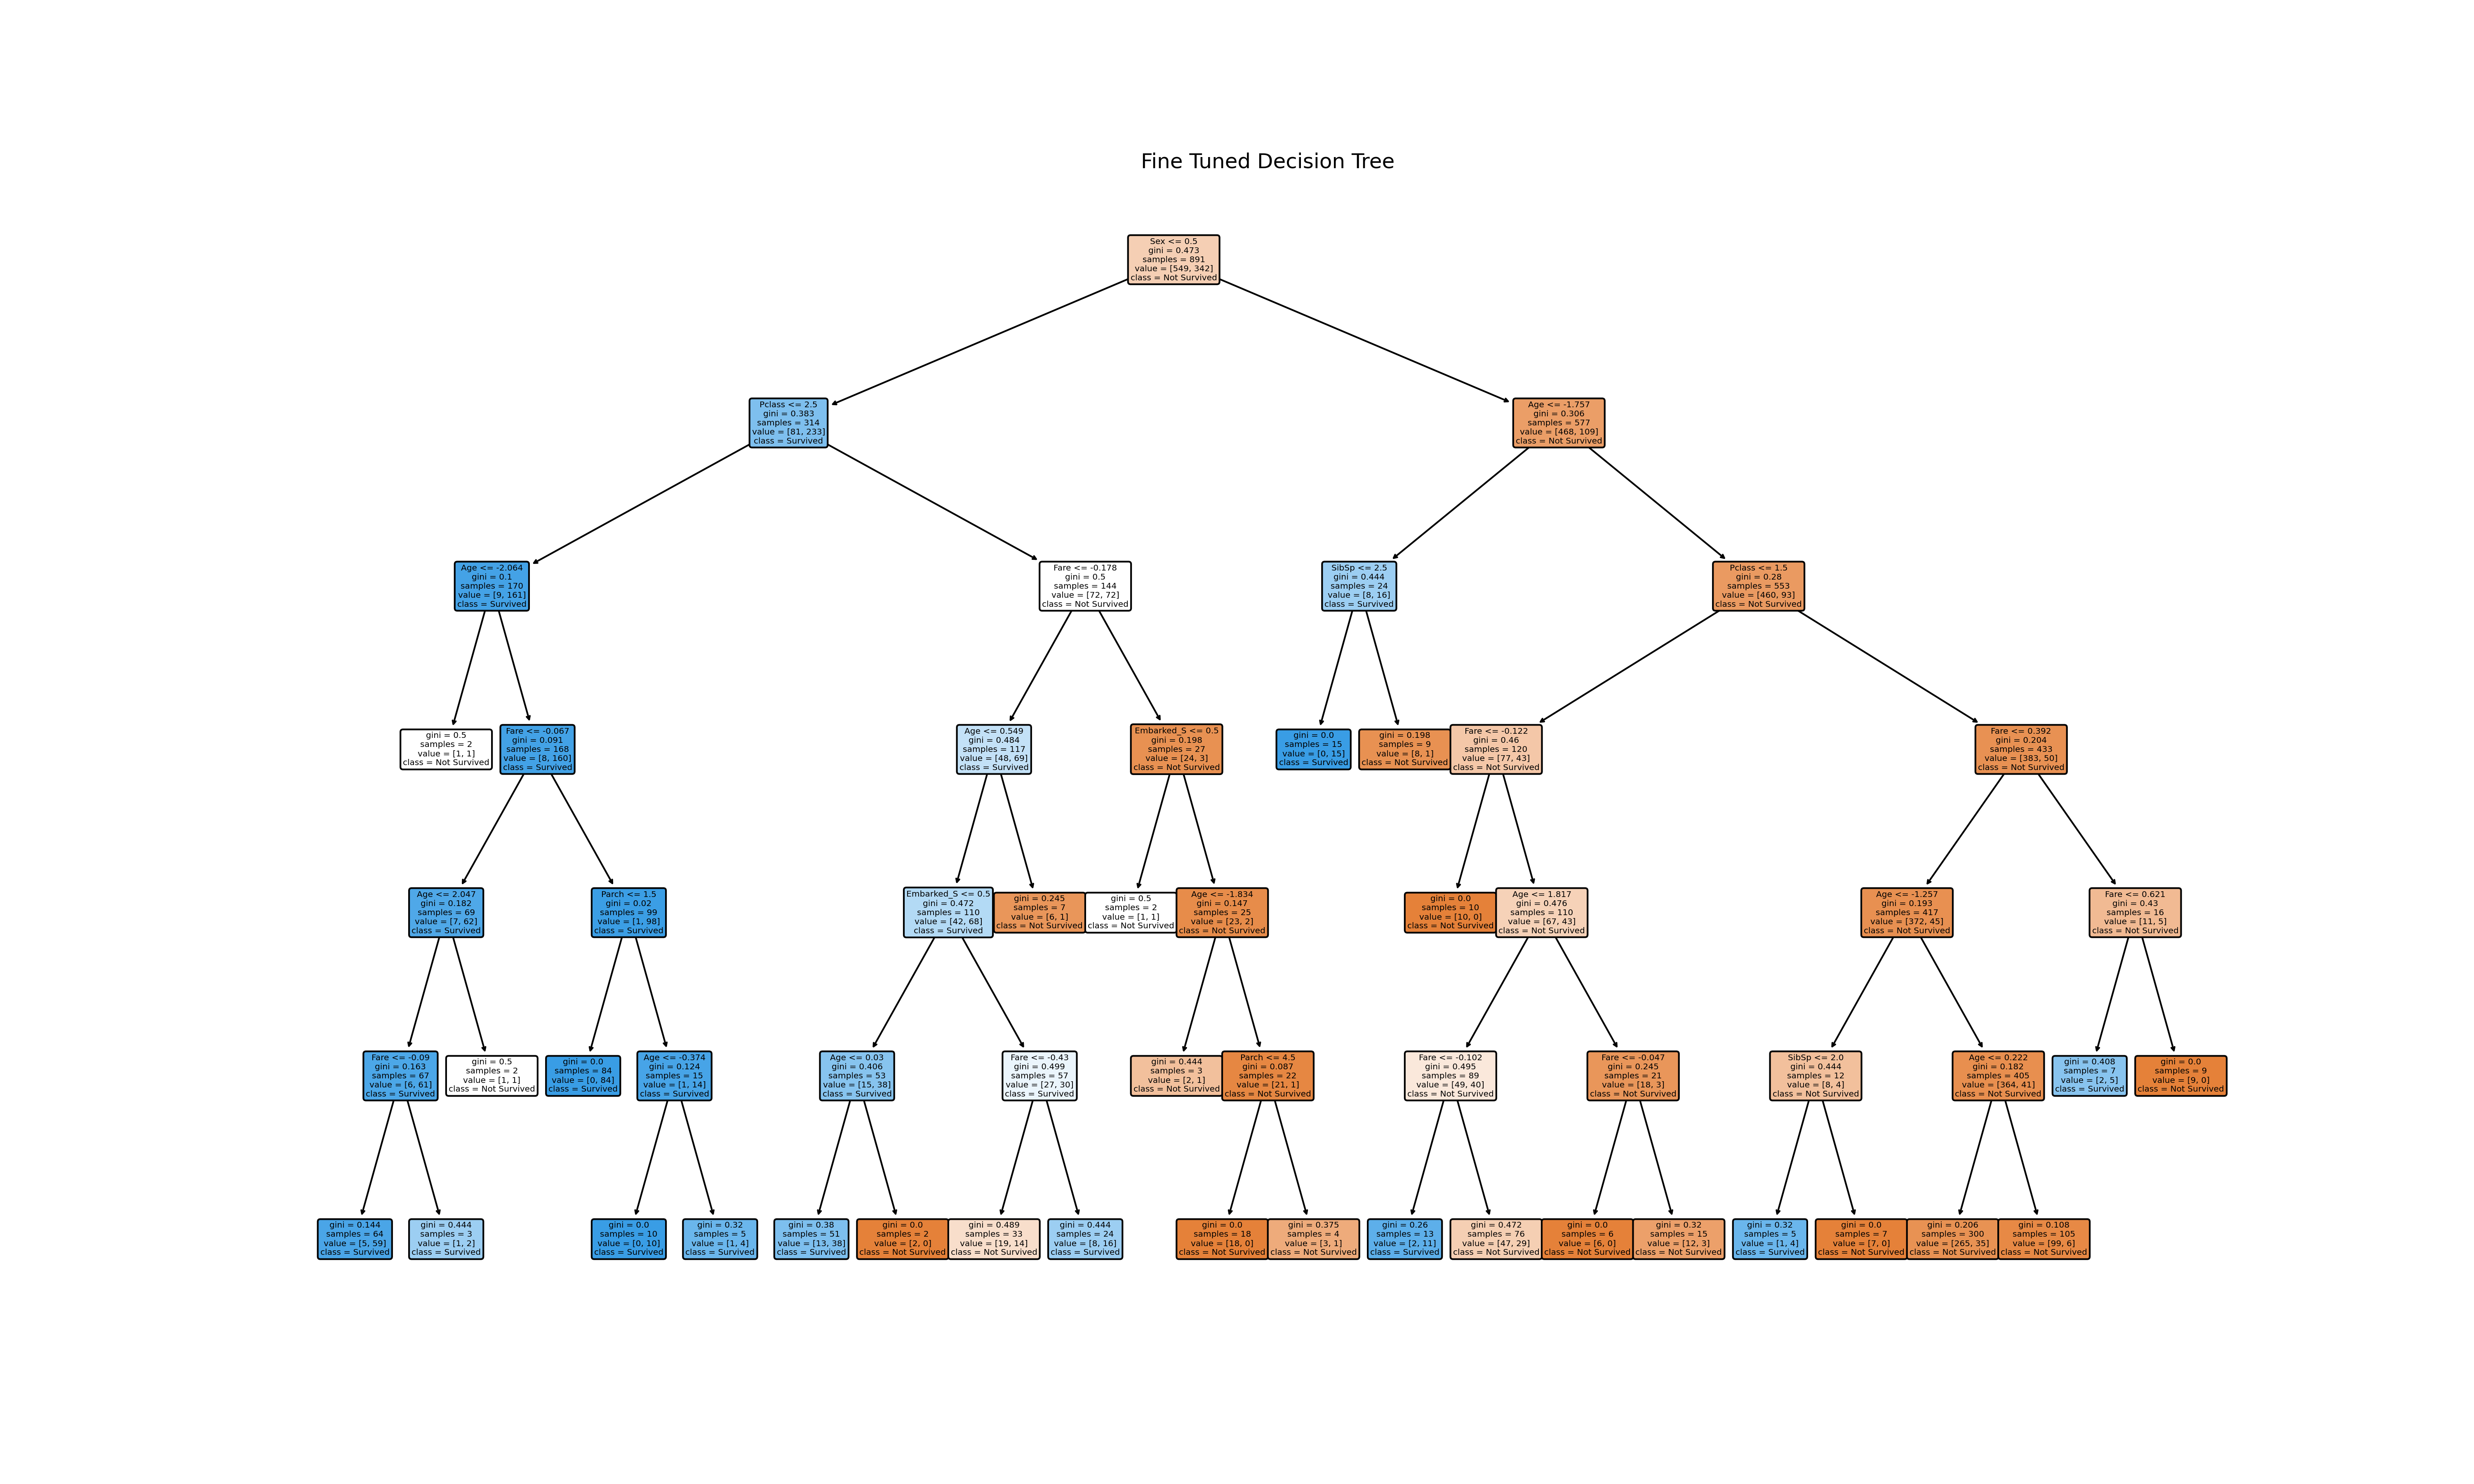 Fine Tuned Decision Tree
Sex <= 0.5
gini = 0.473
samples = 891
value = [549, 342]
class = Not Survived
Pclass <= 2.5
gini = 0.383
samples = 314
value = [81, 233]
class = Survived
Age <= -1.757
gini = 0.306
samples = 577
value = [468, 109]
class = Not Survived
Age <= -2.064
gini = 0.1
samples = 170
value = [9, 161]
class = Survived
Fare <= -0.178
gini = 0.5
samples = 144
value = [72, 72]
class = Not Survived
SibSp <= 2.5
gini = 0.444
samples = 24
value = [8, 16]
class = Survived
Pclass <= 1.5
gini = 0.28
samples = 553
value = [460, 93]
class = Not Survived
gini = 0.5
samples = 2
value = [1, 1]
class = Not Survived
Fare <= -0.067
gini = 0.091
samples = 168
value = [8, 160]
class = Survived
Age <= 0.549
gini = 0.484
samples = 117
value = [48, 69]
class = Survived
Embarked_S <= 0.5
gini = 0.198
samples = 27
value = [24, 3]
class = Not Survived
gini = 0.0
samples = 15
value = [0, 15]
class = Survived
gini = 0.198
samples = 9
value = [8, 1]
class = Not Survived
Fare <= -0.122
gini = 0.46
samples = 120
value = [77, 43]
class = Not Survived
Fare <= 0.392
gini = 0.204
samples = 433
value = [383, 50]
class = Not Survived
Age <= 2.047
gini = 0.182
samples = 69
value = [7, 62]
class = Survived
Parch <= 1.5
gini = 0.02
samples = 99
value = [1, 98]
class = Survived
Embarked_S <= 0.5
gini = 0.472
samples = 110
value = [42, 68]
class = Survived
gini = 0.245
samples = 7
value = [6, 1]
class = Not Survived
gini = 0.5
samples = 2
value = [1, 1]
class = Not Survived
Age <= -1.834
gini = 0.147
samples = 25
value = [23, 2]
class = Not Survived
gini = 0.0
samples = 10
value = [10, 0]
class = Not Survived
Age <= 1.817
gini = 0.476
samples = 110
value = [67, 43]
class = Not Survived
Age <= -1.257
gini = 0.193
samples = 417
value = [372, 45]
class = Not Survived
Fare <= 0.621
gini = 0.43
samples = 16
value = [11, 5]
class = Not Survived
Fare <= -0.09
gini = 0.163
samples = 67
value = [6, 61]
class = Survived
gini = 0.5
samples = 2
value = [1, 1]
class = Not Survived
gini = 0.0
samples = 84
value = [0, 84]
class = Survived
Age <= -0.374
gini = 0.124
samples = 15
value = [1, 14]
class = Survived
Age <= 0.03
gini = 0.406
samples = 53
value = [15, 38]
class = Survived
Fare <= -0.43
gini = 0.499
samples = 57
value = [27, 30]
class = Survived
gini = 0.444
samples = 3
value = [2, 1]
class = Not Survived
Parch <= 4.5
gini = 0.087
samples = 22
value = [21, 1]
class = Not Survived
Fare <= -0.102
gini = 0.495
samples = 89
value = [49, 40]
class = Not Survived
Fare <= -0.047
gini = 0.245
samples = 21
value = [18, 3]
class = Not Survived
SibSp <= 2.0
gini = 0.444
samples = 12
value = [8, 4]
class = Not Survived
Age <= 0.222
gini = 0.182
samples = 405
value = [364, 41]
class = Not Survived
gini = 0.408
samples = 7
value = [2, 5]
class = Survived
gini = 0.0
samples = 9
value = [9, 0]
class = Not Survived
gini = 0.144
samples = 64
value = [5, 59]
class = Survived
gini = 0.444
samples = 3
value = [1, 2]
class = Survived
gini = 0.0
samples = 10
value = [0, 10]
class = Survived
gini = 0.32
samples = 5
value = [1, 4]
class = Survived
gini = 0.38
samples = 51
value = [13, 38]
class = Survived
gini = 0.0
samples = 2
value = [2, 0]
class = Not Survived
gini = 0.489
samples = 33
value = [19, 14]
class = Not Survived
gini = 0.444
samples = 24
value = [8, 16]
class = Survived
gini = 0.0
samples = 18
value = [18, 0]
class = Not Survived
gini = 0.375
samples = 4
value = [3, 1]
class = Not Survived
gini = 0.26
samples = 13
value = [2, 11]
class = Survived
gini = 0.472
samples = 76
value = [47, 29]
class = Not Survived
gini = 0.0
samples = 6
value = [6, 0]
class = Not Survived
gini = 0.32
samples = 15
value = [12, 3]
class = Not Survived
gini = 0.32
samples = 5
value = [1, 4]
class = Survived
gini = 0.0
samples = 7
value = [7, 0]
class = Not Survived
gini = 0.206
samples = 300
value = [265, 35]
class = Not Survived
gini = 0.108
samples = 105
value = [99, 6]
class = Not Survived